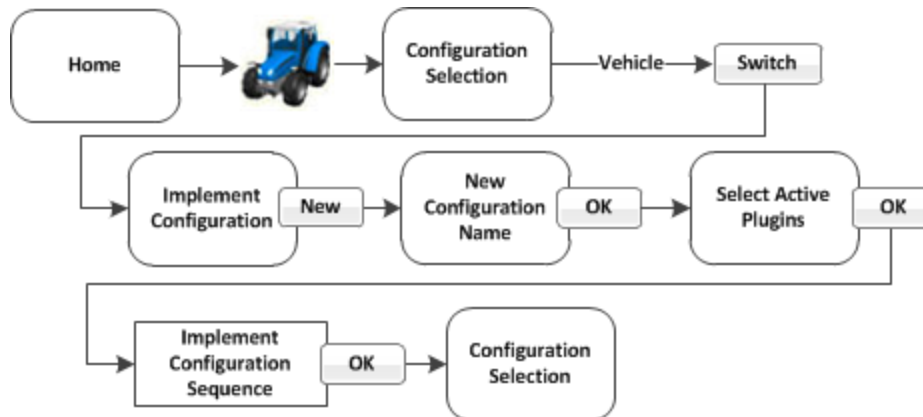 Home
Configuration
Selection
Vehicle
Switch
Implement
Configuration
New
New
Configuration
Name
OK
Select Active
Plugins
OK
Implement
Configuration
Sequence
OK
Configuration
Selection